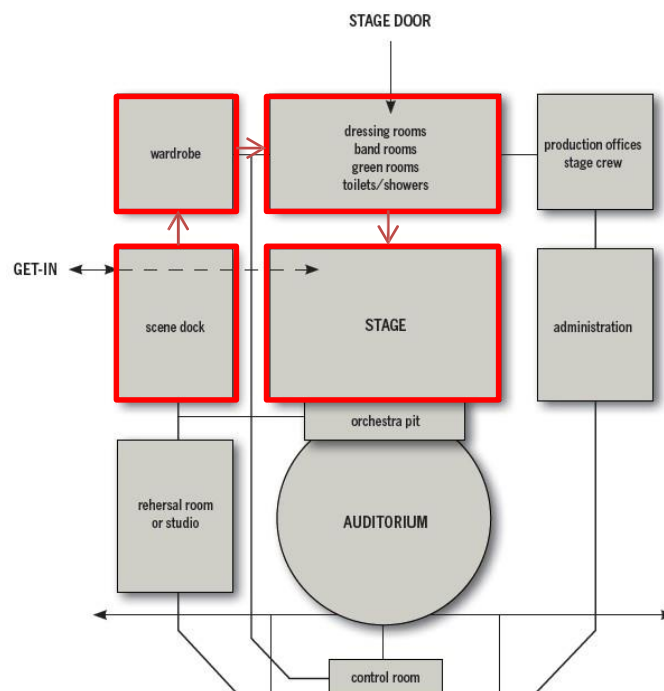 STAGE DOOR
wardrobe
dressing rooms
band rooms
green rooms
toilets/showers
production offices
stage crew
GET-IN
scene dock
STAGE
administration
orchestra pit
rehersal room
or studio
AUDITORIUM
control room